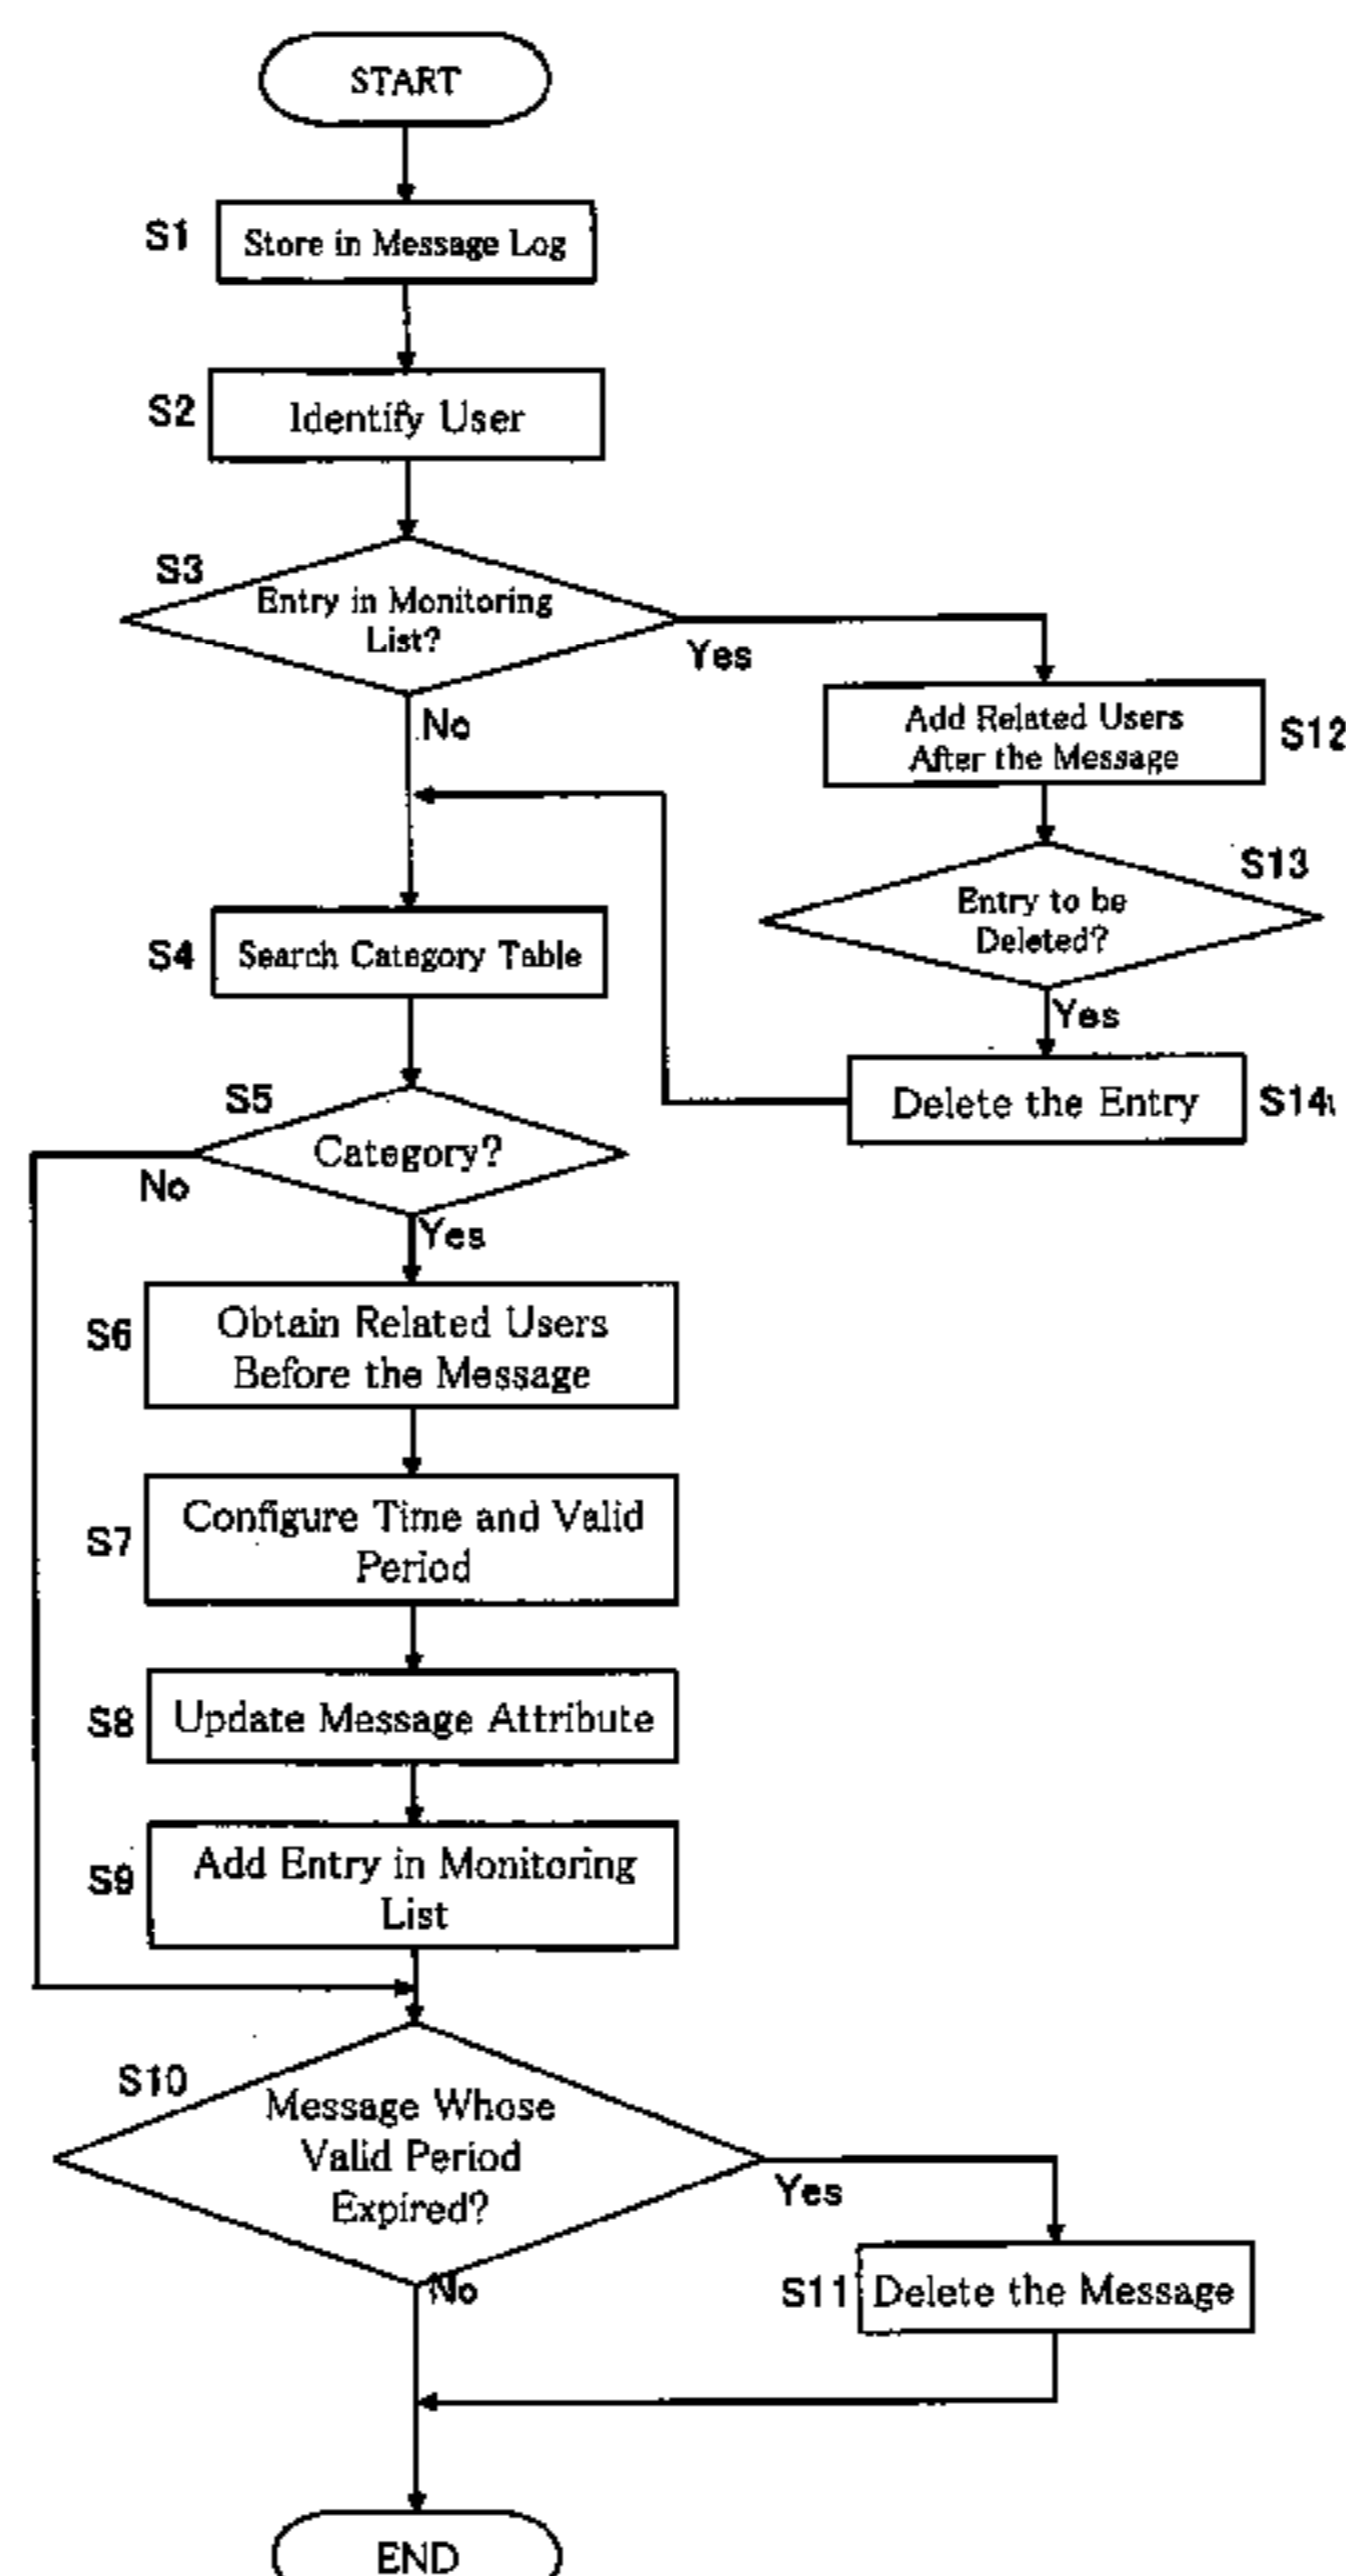 START
S1
Store in Message Log
S2
Identify User
S3
Entry in Monitoring
List?
Yes
No
Add Related Users
After the Message
S12
S13
Entry to be
Deleted?
Yes
Delete the Entry
S14
S4
Search Category Table
S5
Category?
No
Yes
S6
Obtain Related Users
Before the Message
S7
Configure Time and Valid
Period
S8
Update Message Attribute
S9
Add Entry in Monitoring
List
S10
Message Whose
Valid Period
Expired?
Yes
No
S11
Delete the Message
END